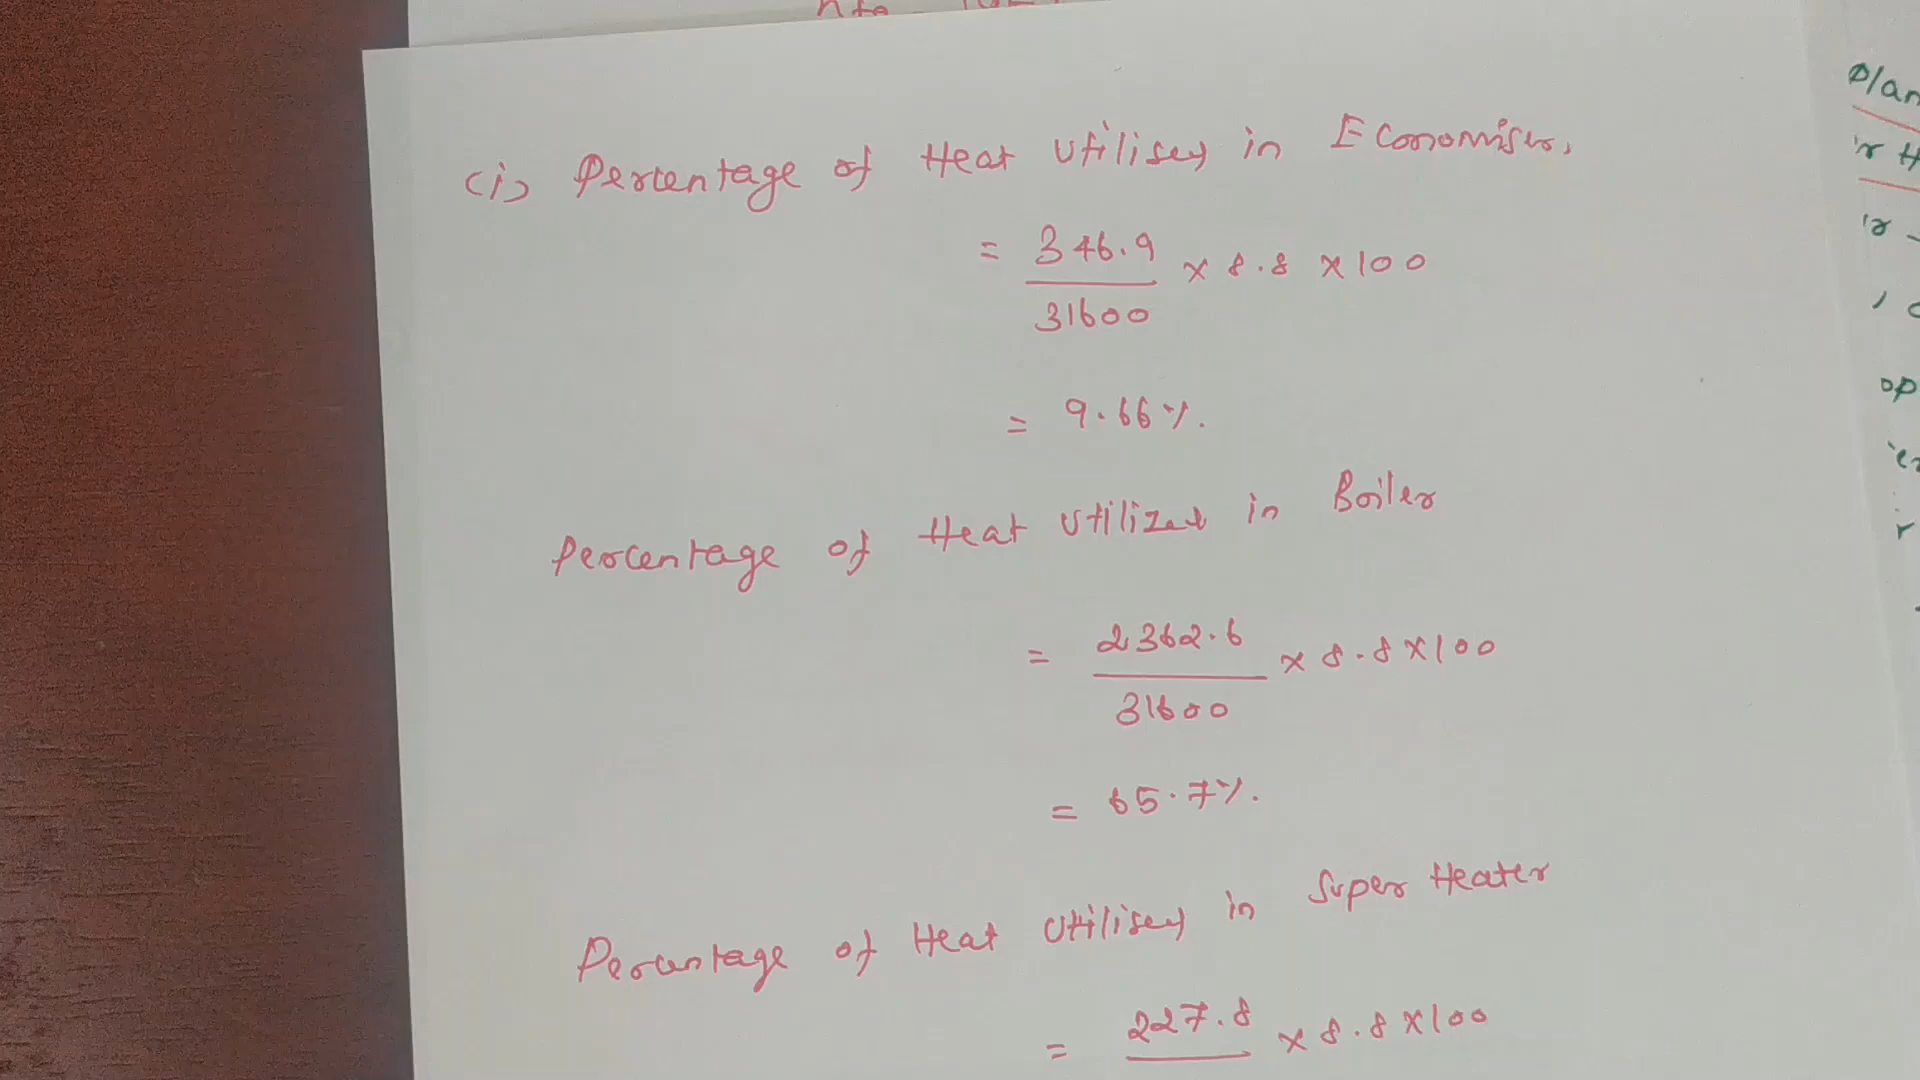 (i) Percentage of Heat Utilised in Economiser,
= 346.9 / 31600 × 8.8 × 100
= 9.66%.
Percentage of Heat Utilized in Boiler
= 2362.6 / 31600 × 8.8 × 100
= 65.7%.
Percentage of Heat Utilised in Super Heater
= 227.8 × 8.8 × 100